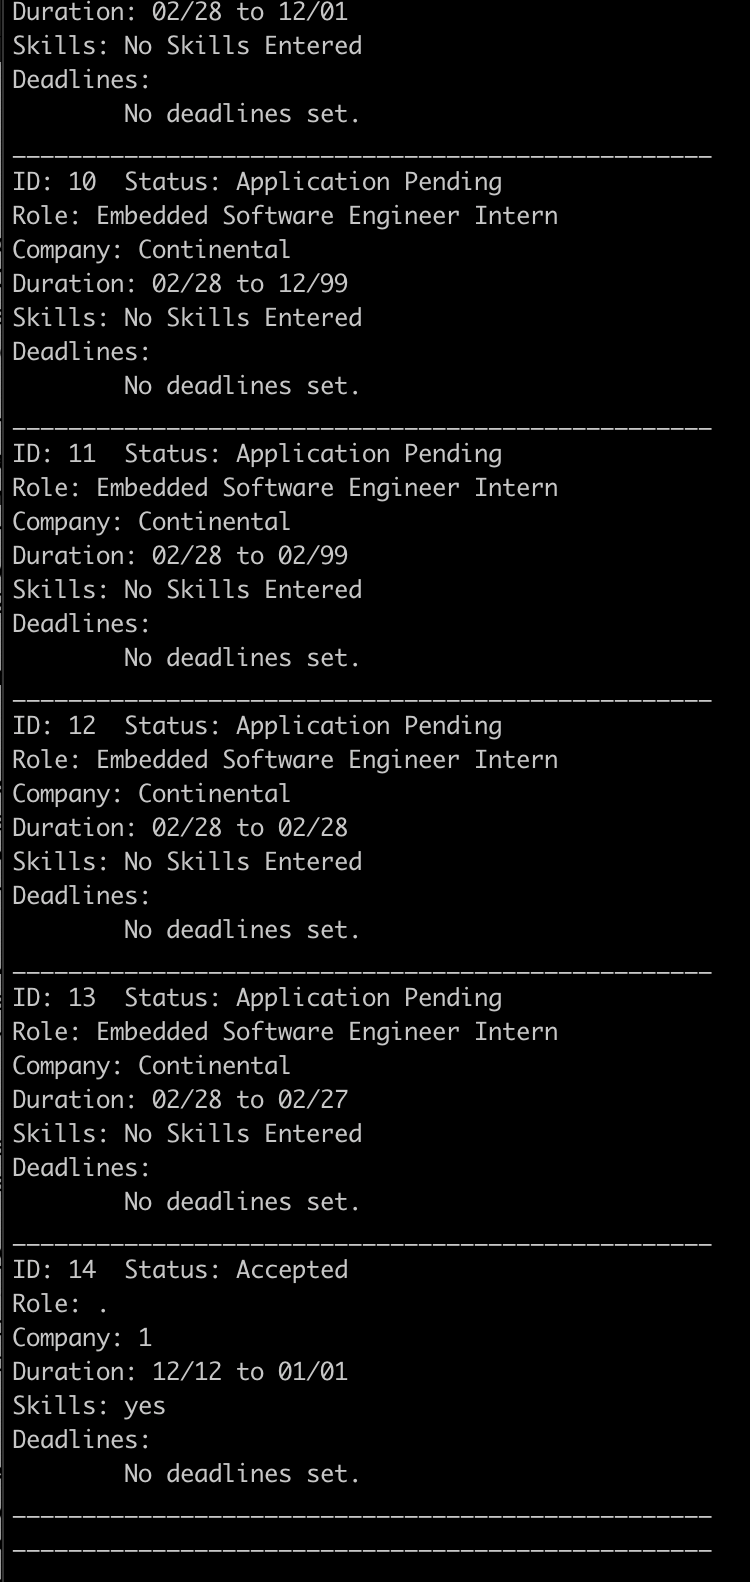 Duration: 02/28 to 12/01
Skills: No Skills Entered
Deadlines:
        No deadlines set.
__________________________________________________
ID: 10  Status: Application Pending
Role: Embedded Software Engineer Intern
Company: Continental
Duration: 02/28 to 12/99
Skills: No Skills Entered
Deadlines:
        No deadlines set.
__________________________________________________
ID: 11  Status: Application Pending
Role: Embedded Software Engineer Intern
Company: Continental
Duration: 02/28 to 02/99
Skills: No Skills Entered
Deadlines:
        No deadlines set.
__________________________________________________
ID: 12  Status: Application Pending
Role: Embedded Software Engineer Intern
Company: Continental
Duration: 02/28 to 02/28
Skills: No Skills Entered
Deadlines:
        No deadlines set.
__________________________________________________
ID: 13  Status: Application Pending
Role: Embedded Software Engineer Intern
Company: Continental
Duration: 02/28 to 02/27
Skills: No Skills Entered
Deadlines:
        No deadlines set.
__________________________________________________
ID: 14  Status: Accepted
Role: .
Company: 1
Duration: 12/12 to 01/01
Skills: yes
Deadlines:
        No deadlines set.
__________________________________________________
__________________________________________________